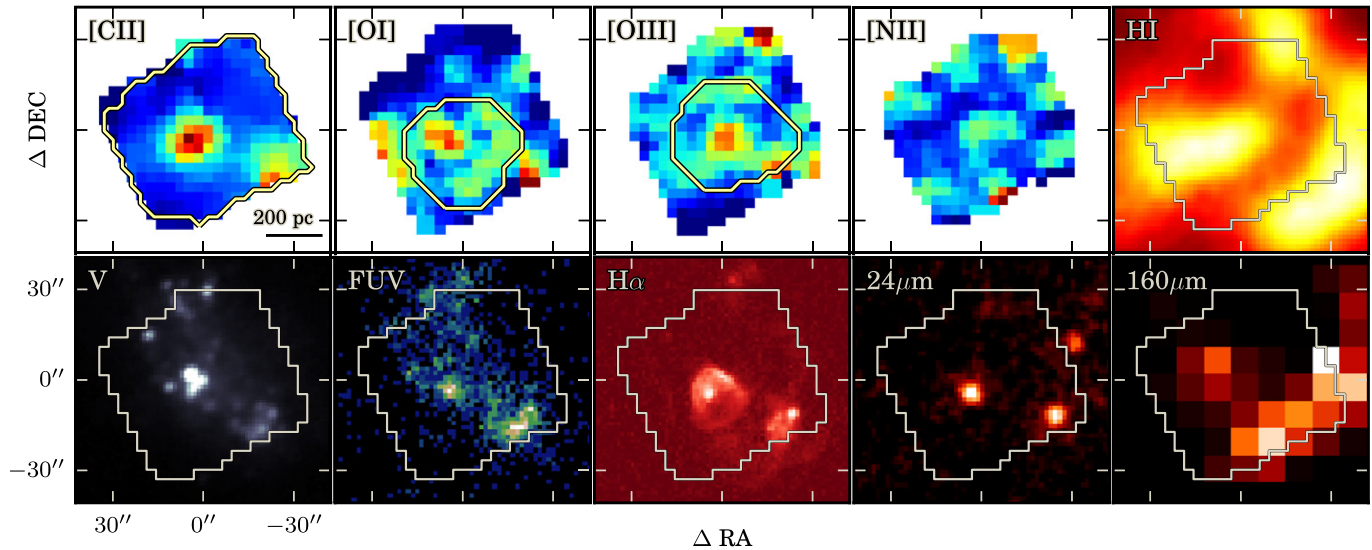 [CII] [OI] [OIII] [NII] HI
Δ DEC
200 pc
V FUV Hα 24μm 160μm
30″
0″
−30″
30″ 0″ −30″
Δ RA